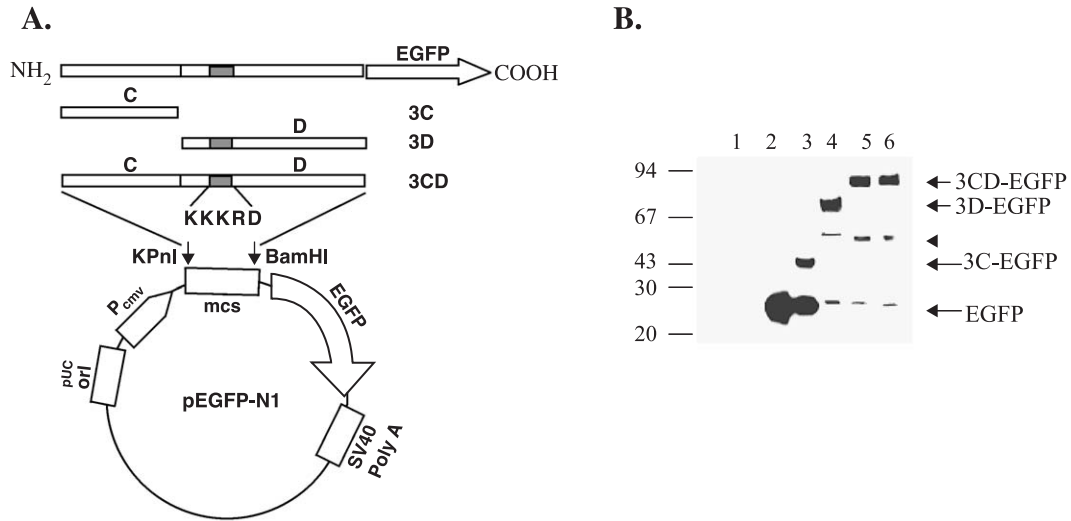 A.
EGFP
NH2
COOH
C
3C
D
3D
C D
3CD
KKKRD
KPnI BamHI
mcs
Pcmv
EGFP
pUC
orI
pEGFP-N1
SV40
Poly A
B.
1 2 3 4 5 6
94
67
43
30
20
3CD-EGFP
3D-EGFP
3C-EGFP
EGFP